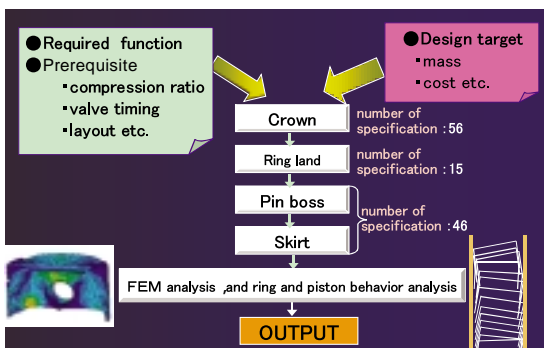 ●Required function
●Prerequisite
・compression ratio
・valve timing
・layout etc.
●Design target
・mass
・cost etc.
Crown
number of
specification：56
Ring land
number of
specification：15
Pin boss
Skirt
number of
specification：46
FEM analysis ,and ring and piston behavior analysis
OUTPUT